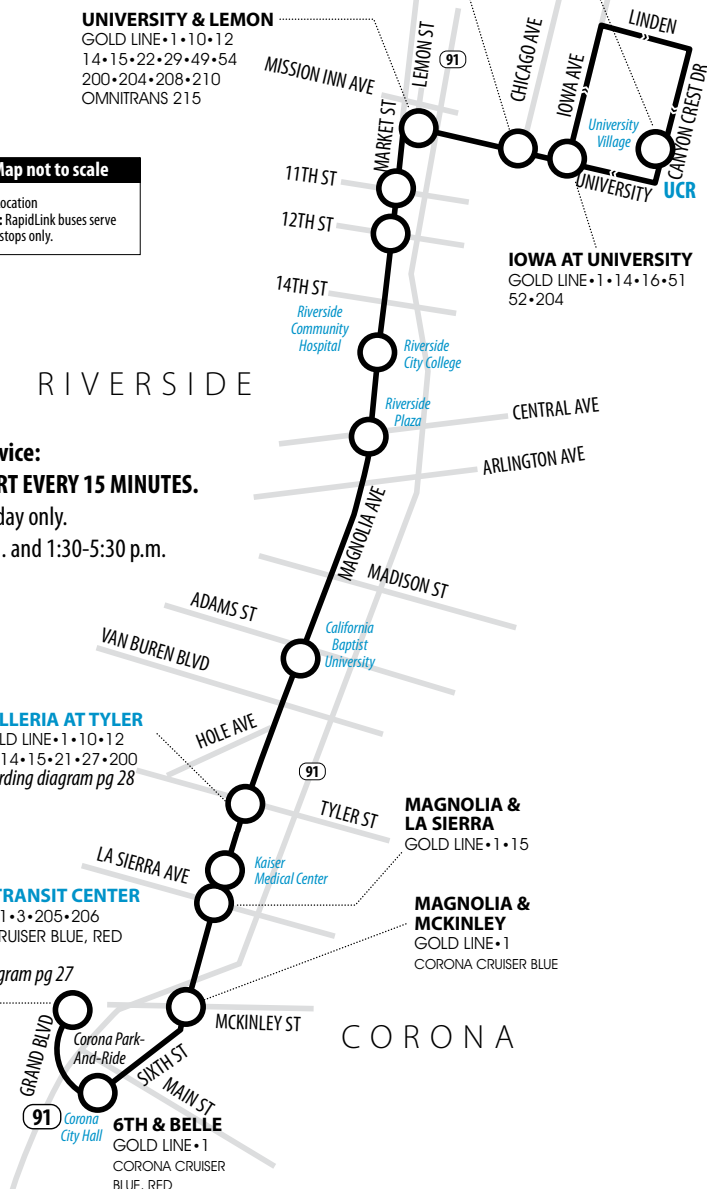 UNIVERSITY & LEMON
GOLD LINE•1•10•12
14•15•22•29•49•54
200•204•208•210
OMNITRANS 215
MISSION INN AVE
LEMON ST
91
MARKET ST
CHICAGO AVE
IOWA AVE
LINDEN
CANYON CREST DR
University
Village
UNIVERSITY
UCR
Map not to scale
ocation
: RapidLink buses serve
stops only.
11TH ST
12TH ST
14TH ST
IOWA AT UNIVERSITY
GOLD LINE•1•14•16•51
52•204
Riverside
Community
Hospital
Riverside
City College
RIVERSIDE
Riverside
Plaza
CENTRAL AVE
ARLINGTON AVE
vice:
RT EVERY 15 MINUTES.
day only.
. and 1:30-5:30 p.m.
MAGNOLIA AVE
MADISON ST
ADAMS ST
VAN BUREN BLVD
California
Baptist
University
LLERIA AT TYLER
LD LINE•1•10•12
14•15•21•27•200
rding diagram pg 28
HOLE AVE
91
TYLER ST
LA SIERRA AVE
Kaiser
Medical Center
MAGNOLIA &
LA SIERRA
GOLD LINE•1•15
TRANSIT CENTER
1•3•205•206
RUISER BLUE, RED
gram pg 27
MAGNOLIA &
MCKINLEY
GOLD LINE•1
CORONA CRUISER BLUE
MCKINLEY ST
CORONA
GRAND BLVD
Corona Park-
And-Ride
SIXTH ST
MAIN ST
91
Corona
City Hall
6TH & BELLE
GOLD LINE•1
CORONA CRUISER
BLUE, RED